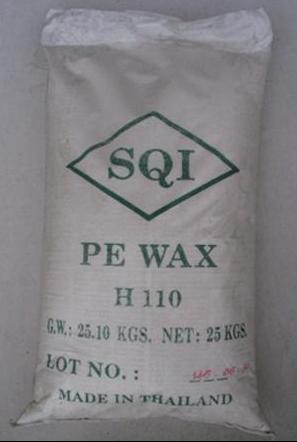 SQI
PE WAX
H 110
G.W.: 25.10 KGS. NET: 25 KGS.
LOT NO. :
MADE IN THAILAND